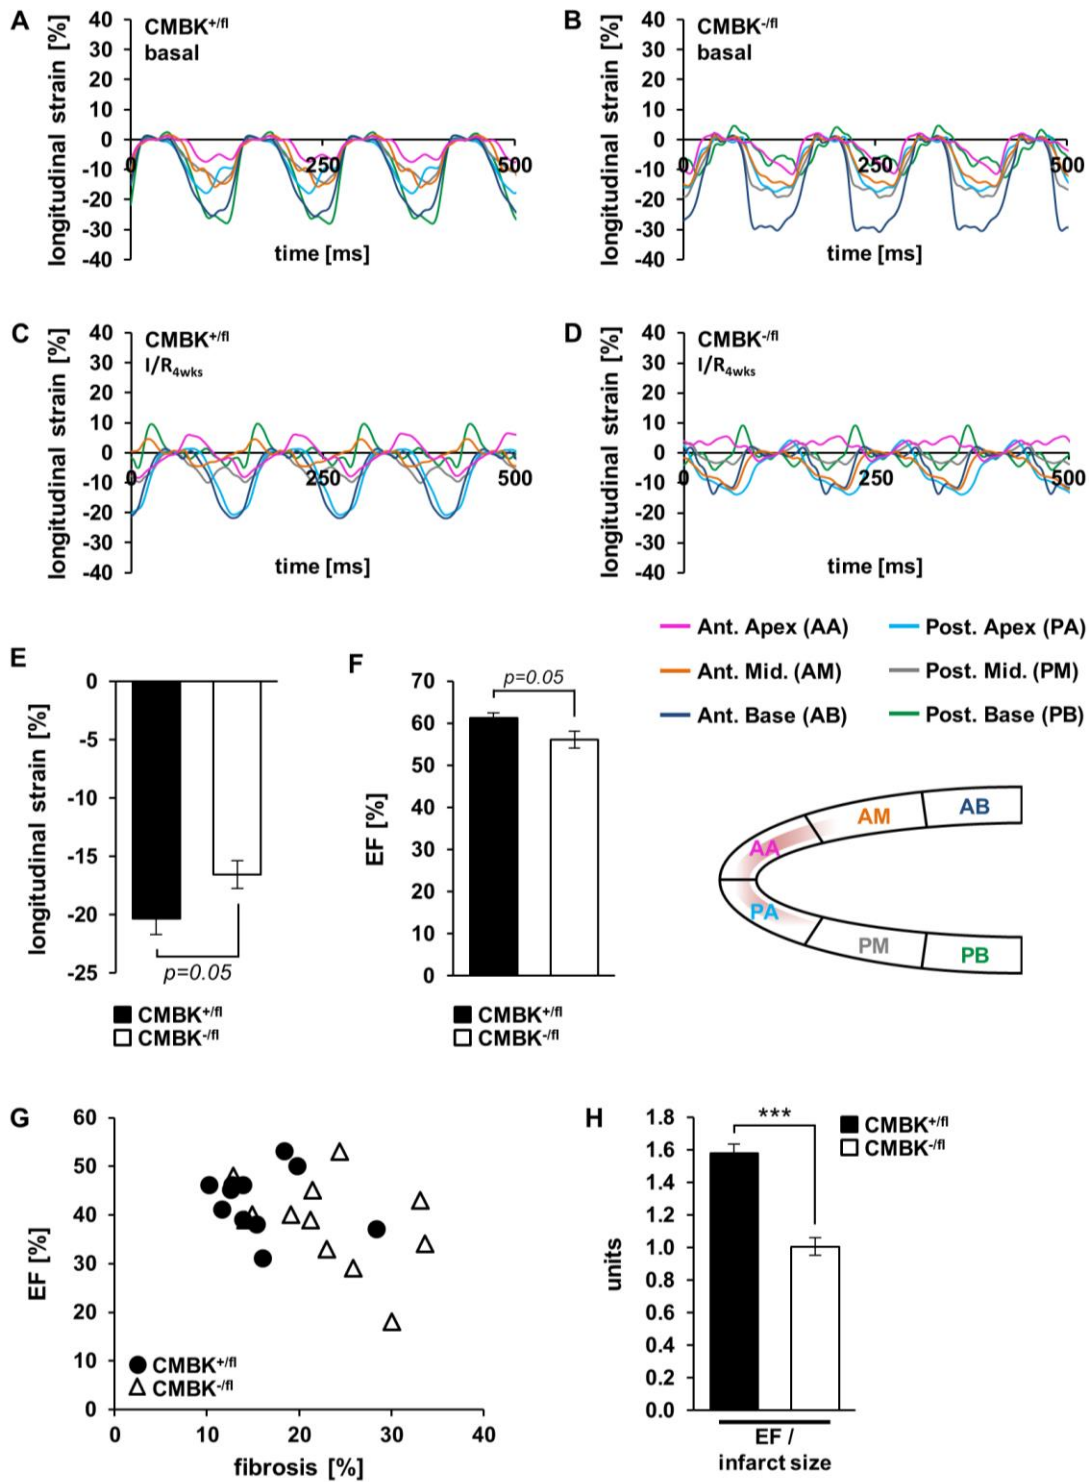 A
CMBK+/fl
basal
longitudinal strain [%]
40
30
20
10
0
-10
-20
-30
-40
0
250
500
time [ms]
B
CMBK-/fl
basal
longitudinal strain [%]
40
30
20
10
0
-10
-20
-30
-40
0
250
500
time [ms]
C
CMBK+/fl
I/R4wks
longitudinal strain [%]
40
30
20
10
0
-10
-20
-30
-40
0
250
500
time [ms]
D
CMBK-/fl
I/R4wks
longitudinal strain [%]
40
30
20
10
0
-10
-20
-30
-40
0
250
500
time [ms]
Ant. Apex (AA)
Post. Apex (PA)
Ant. Mid. (AM)
Post. Mid. (PM)
Ant. Base (AB)
Post. Base (PB)
E
longitudinal strain [%]
0
-5
-10
-15
-20
-25
p=0.05
CMBK+/fl
CMBK-/fl
F
EF [%]
70
60
50
40
30
20
10
0
p=0.05
CMBK+/fl
CMBK-/fl
AB
AM
AA
PA
PM
PB
G
EF [%]
60
50
40
30
20
10
0
CMBK+/fl
CMBK-/fl
0
10
20
30
40
fibrosis [%]
H
units
1.8
1.6
1.4
1.2
1.0
0.8
0.6
0.4
0.2
0.0
***
CMBK+/fl
CMBK-/fl
EF /
infarct size